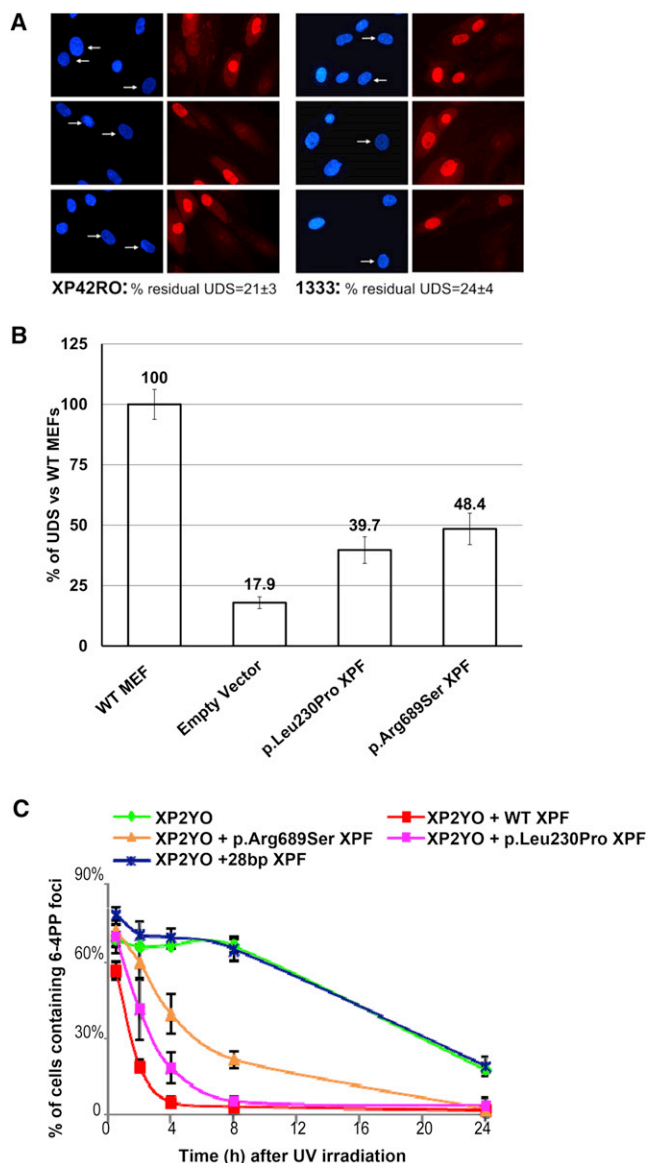 A
XP42RO: % residual UDS=21±3
1333: % residual UDS=24±4
B
% of UDS vs WT MEFs
125
100
75
50
25
0
100
17.9
39.7
48.4
WT MEF
Empty Vector
p.Leu230Pro XPF
p.Arg689Ser XPF
C
XP2YO
XP2YO + WT XPF
XP2YO + p.Arg689Ser XPF
XP2YO + p.Leu230Pro XPF
XP2YO +28bp XPF
% of cells containing 6-4PP foci
90%
60%
30%
0
0
4
8
12
16
20
24
Time (h) after UV irradiation